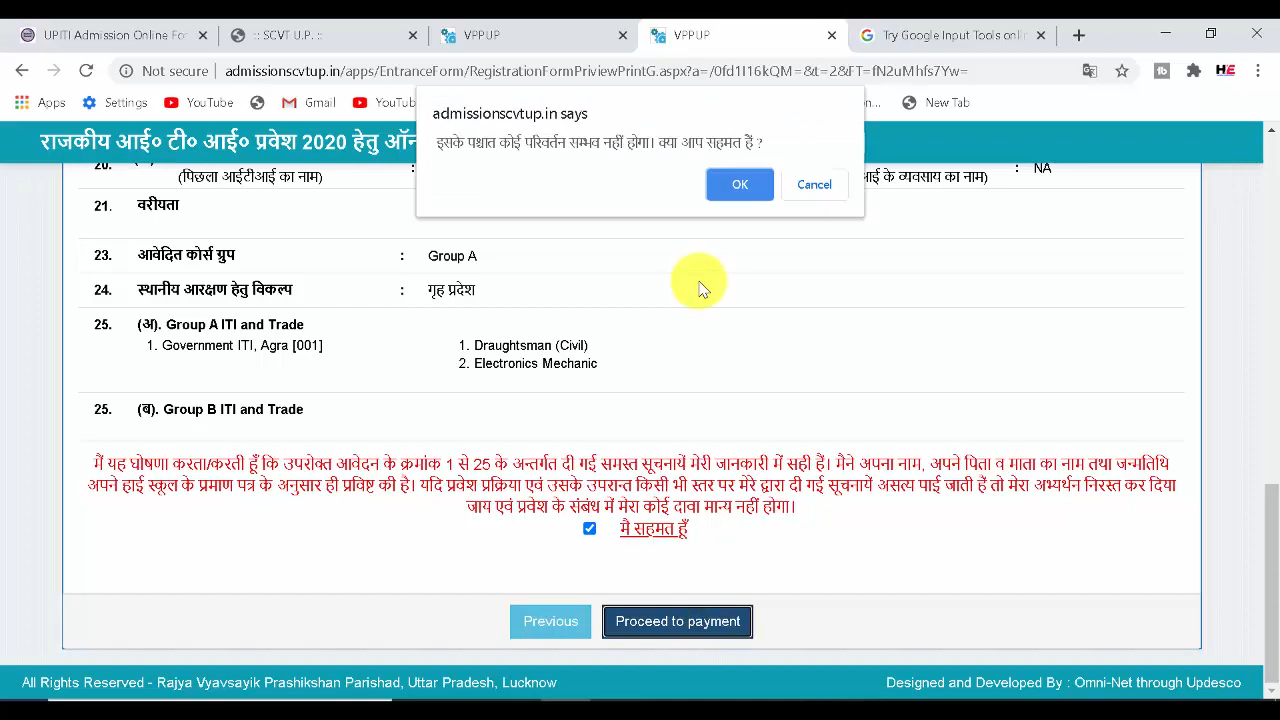 UPITI Admission Online For
:: SCVT U.P. ::
VPPUP
VPPUP
Try Google Input Tools onli
Not secure
admissionscvtup.in/apps/EntranceForm/RegistrationFormPriviewPrintG.aspx?a=/0fd1I16kQM=&t=2&FT=fN2uMhfs7Yw=
Apps
Settings
YouTube
Gmail
YouTu
New Tab
admissionscvtup.in says
इसके पश्चात कोई परिवर्तन सम्भव नहीं होगा। क्या आप सहमत हैं ?
OK
Cancel
राजकीय आई० टी० आई० प्रवेश 2020 हेतु
20.
(पिछला आईटीआई का नाम)
:
के व्यवसाय का नाम)
: NA
21. वरीयता
23. आवेदित कोर्स ग्रुप : Group A
24. स्थानीय आरक्षण हेतु विकल्प : गृह प्रदेश
25. (अ). Group A ITI and Trade
1. Government ITI, Agra [001]
1. Draughtsman (Civil)
2. Electronics Mechanic
25. (ब). Group B ITI and Trade
मैं यह घोषणा करता/करती हूँ कि उपरोक्त आवेदन के क्रमांक 1 से 25 के अन्तर्गत दी गई समस्त सूचनायें मेरी जानकारी में सही हैं। मैने अपना नाम, अपने पिता व माता का नाम तथा जन्मतिथि
अपने हाई स्कूल के प्रमाण पत्र के अनुसार ही प्रविष्ट की है। यदि प्रवेश प्रक्रिया एवं उसके उपरान्त किसी भी स्तर पर मेरे द्वारा दी गई सूचनायें असत्य पाई जाती हैं तो मेरा अभ्यर्थन निरस्त कर दिया
जाय एवं प्रवेश के संबंध में मेरा कोई दावा मान्य नहीं होगा।
मै सहमत हूँ
Previous
Proceed to payment
All Rights Reserved - Rajya Vyavsayik Prashikshan Parishad, Uttar Pradesh, Lucknow
Designed and Developed By : Omni-Net through Updesco